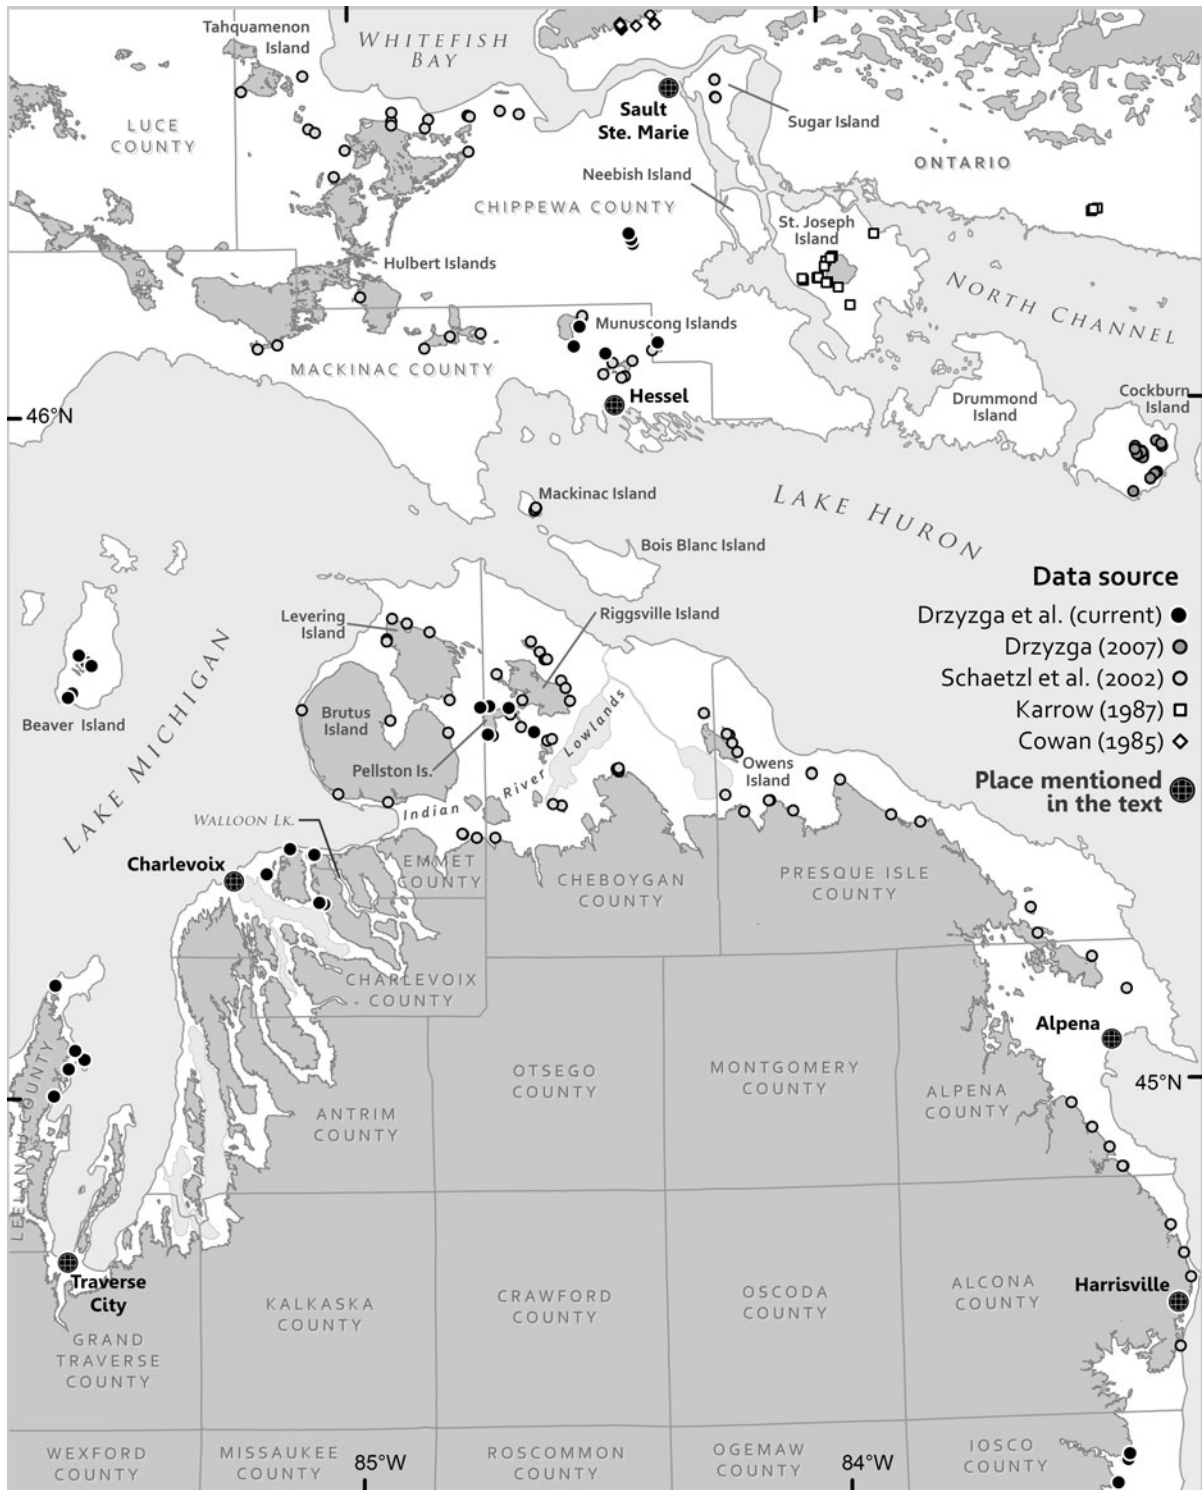 Tahquamenon
Island
WHITEFISH
BAY
LUCE
COUNTY
Sault
Ste. Marie
Sugar Island
ONTARIO
Neebish Island
CHIPPEWA COUNTY
St. Joseph
Island
Hulbert Islands
NORTH CHANNEL
Munuscong Islands
MACKINAC COUNTY
Hessel
Drummond
Island
Cockburn
Island
46°N
Mackinac Island
LAKE HURON
Bois Blanc Island
Data source
Drzyzga et al. (current)
Drzyzga (2007)
Schaetzl et al. (2002)
Karrow (1987)
Cowan (1985)
Place mentioned
in the text
Levering
Island
Riggsville Island
LAKE MICHIGAN
Beaver Island
Brutus
Island
Pellston Is.
Indian River Lowlands
Owens
Island
WALLOON LK.
Charlevoix
EMMET
COUNTY
CHEBOYGAN
COUNTY
PRESQUE ISLE
COUNTY
CHARLEVOIX
COUNTY
Alpena
OTSEGO
COUNTY
MONTGOMERY
COUNTY
ALPENA
COUNTY
45°N
ANTRIM
COUNTY
LEELANAU COUNTY
Traverse
City
KALKASKA
COUNTY
CRAWFORD
COUNTY
OSCODA
COUNTY
ALCONA
COUNTY
Harrisville
GRAND
TRAVERSE
COUNTY
WEXFORD
COUNTY
MISSAUKEE
COUNTY
85°W
ROSCOMMON
COUNTY
OGEMAW
COUNTY
84°W
IOSCO
COUNTY